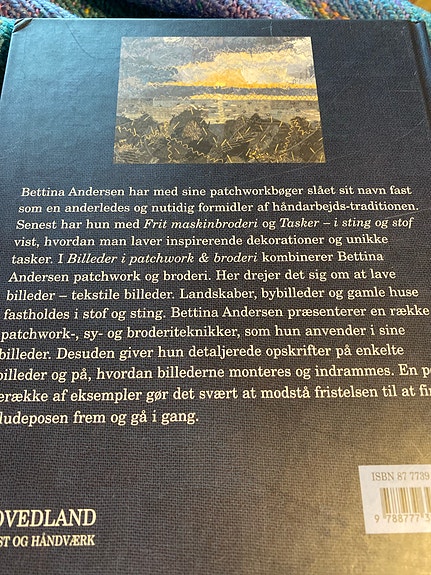 Bettina Andersen har med sine patchworkbøger slået sit navn fast
som en anderledes og nutidig formidler af håndarbejds-traditionen.
Senest har hun med Frit maskinbroderi og Tasker – i sting og stof
vist, hvordan man laver inspirerende dekorationer og unikke
tasker. I Billeder i patchwork & broderi kombinerer Bettina
Andersen patchwork og broderi. Her drejer det sig om at lave
billeder – tekstile billeder. Landskaber, bybilleder og gamle huse
fastholdes i stof og sting. Bettina Andersen præsenterer en række
patchwork-, sy- og broderiteknikker, som hun anvender i sine
billeder. Desuden giver hun detaljerede opskrifter på enkelte
billeder og på, hvordan billederne monteres og indrammes. En
række af eksempler gør det svært at modstå fristelsen til at
kludeposen frem og gå i gang.
ISBN 87 7739
9 788777 3
OVEDLAND
ST OG HÅNDVÆRK